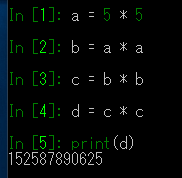 In [1]: a = 5 * 5
In [2]: b = a * a
In [3]: c = b * b
In [4]: d = c * c
In [5]: print(d)
152587890625